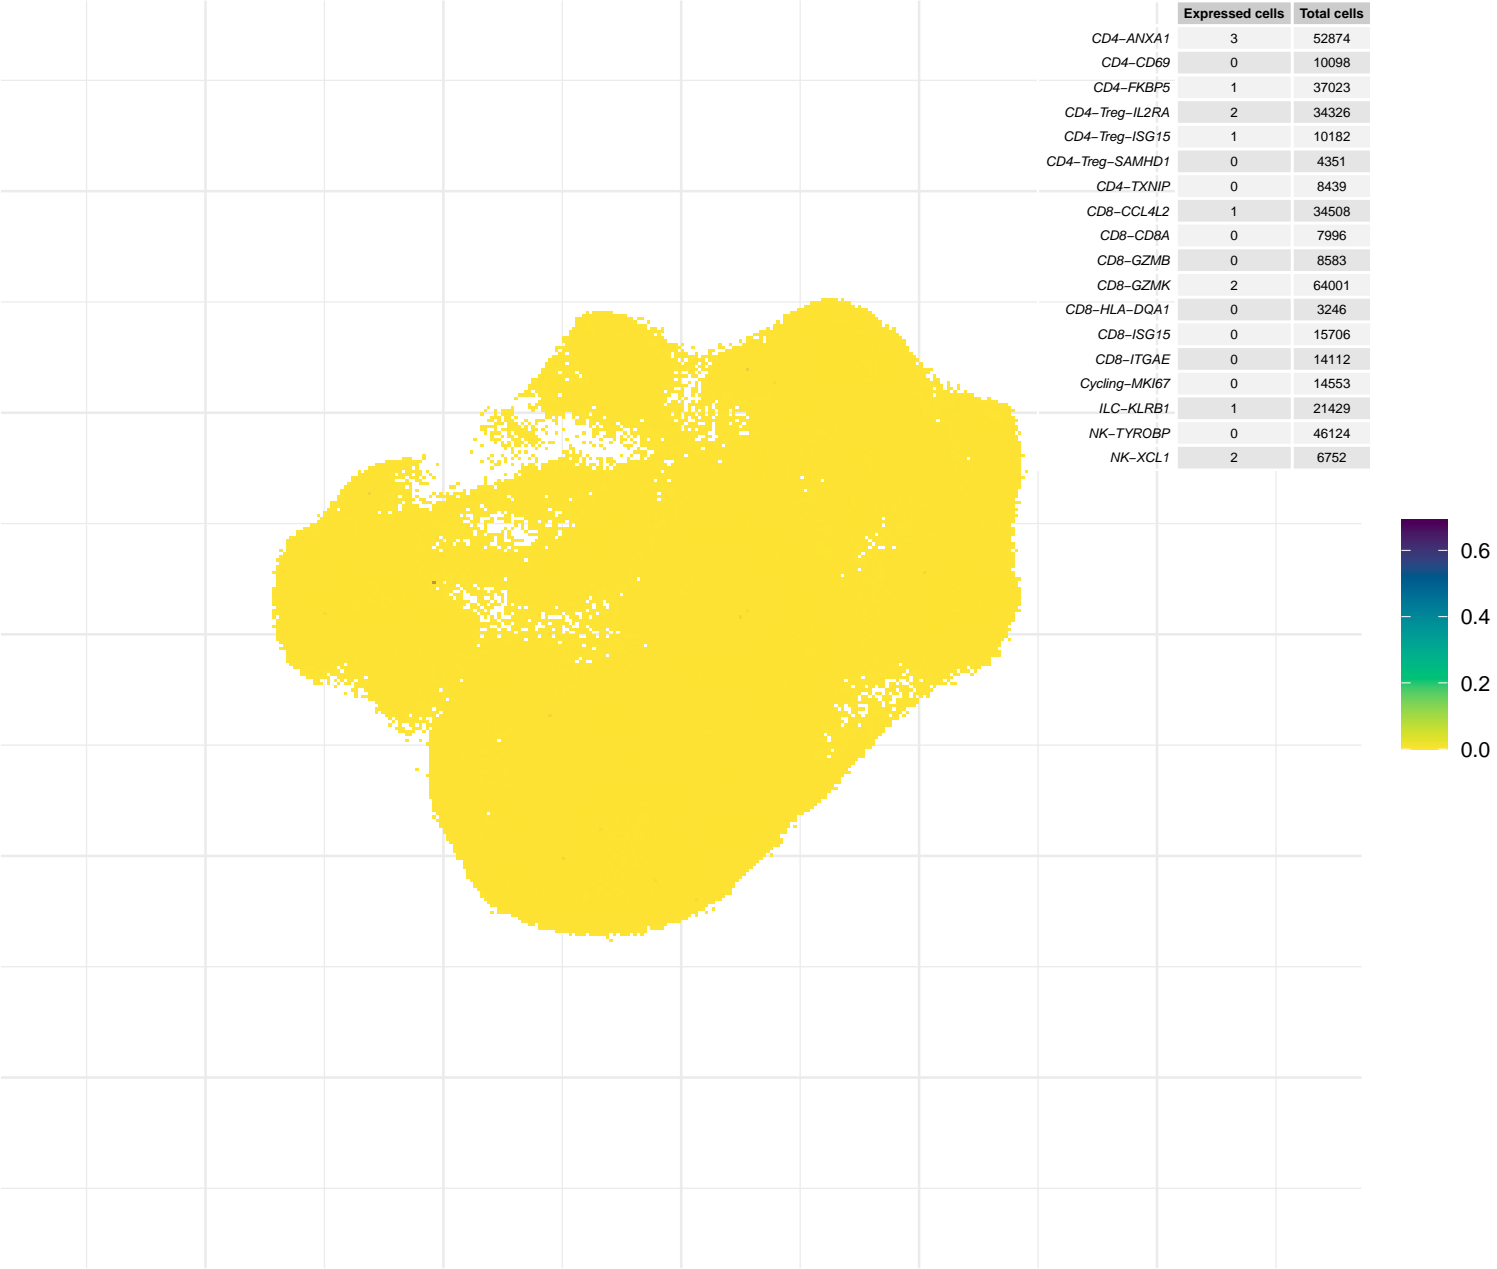 Expressed cells Total cells
CD4−ANXA1 3 52874
CD4−CD69 0 10098
CD4−FKBP5 1 37023
CD4−Treg−IL2RA 2 34326
CD4−Treg−ISG15 1 10182
CD4−Treg−SAMHD1 0 4351
CD4−TXNIP 0 8439
CD8−CCL4L2 1 34508
CD8−CD8A 0 7996
CD8−GZMB 0 8583
CD8−GZMK 2 64001
CD8−HLA−DQA1 0 3246
CD8−ISG15 0 15706
CD8−ITGAE 0 14112
Cycling−MKI67 0 14553
ILC−KLRB1 1 21429
NK−TYROBP 0 46124
NK−XCL1 2 6752
0.6
0.4
0.2
0.0